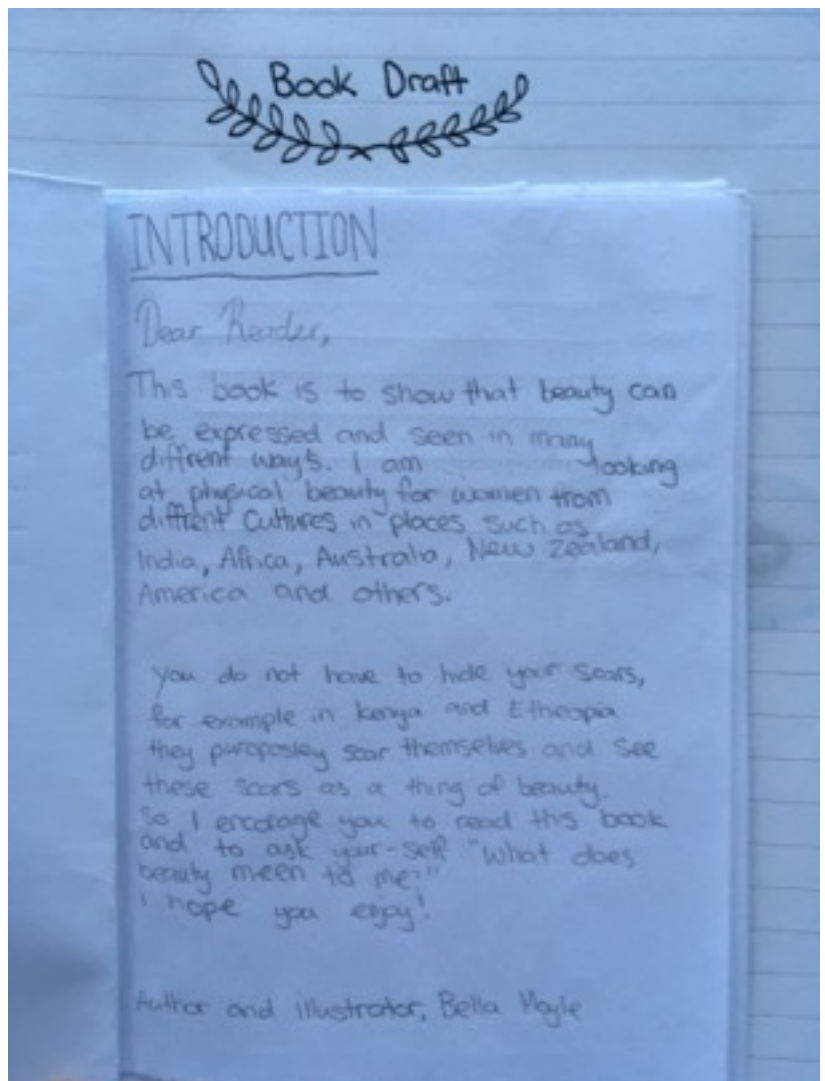 Book Draft
INTRODUCTION
Dear Reader,
This book is to show that beauty can
be expressed and seen in many
diffrent ways. I am looking
at physical beauty for women from
diffrent Cultures in places such as
India, Africa, Australia, New Zealand,
America and others.
You do not have to hide your scars,
for example in Kenya and Etheopia
they puroposley scar themselves and see
these scars as a thing of beauty.
So I encorage you to read this book
and to ask your-self "What does
beauty meen to me?"
I hope you enjoy!
Author and illustrator, Bella Moyle